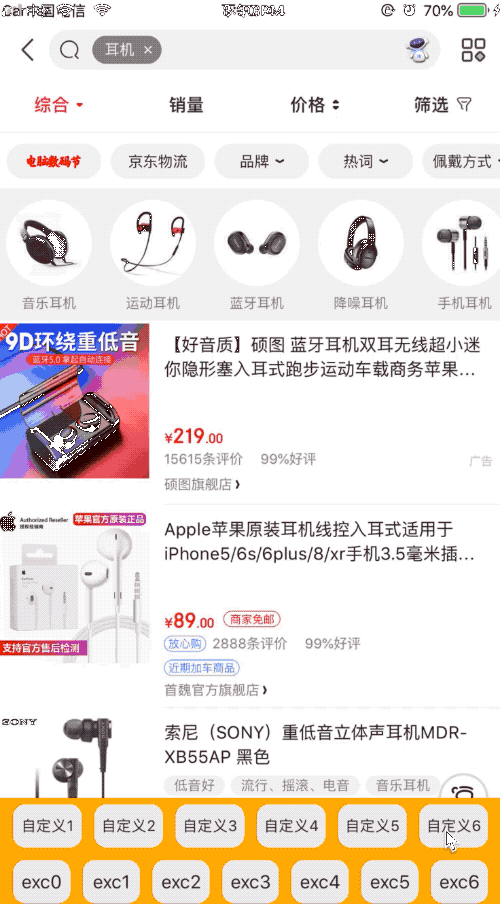 中国电信
70%
耳机 ×
综合
销量
价格
筛选
电脑数码节
京东物流
品牌
热词
佩戴方式
音乐耳机
运动耳机
蓝牙耳机
降噪耳机
手机耳机
HOT
9D环绕重低音
蓝牙5.0 拿起自动连接
【好音质】硕图 蓝牙耳机双耳无线超小迷
你隐形塞入耳式跑步运动车载商务苹果...
¥219.00
15615条评价 99%好评
广告
硕图旗舰店
Authorized Reseller
苹果官方原装正品
支持官方售后检测
Apple苹果原装耳机线控入耳式适用于
iPhone5/6s/6plus/8/xr手机3.5毫米插...
¥89.00 商家免邮
放心购 2888条评价 99%好评
近期加车商品
首魏官方旗舰店
SONY
索尼（SONY）重低音立体声耳机MDR-
XB55AP 黑色
低音好
流行、摇滚、电音
音乐耳机
自定义1
自定义2
自定义3
自定义4
自定义5
自定义6
exc0
exc1
exc2
exc3
exc4
exc5
exc6